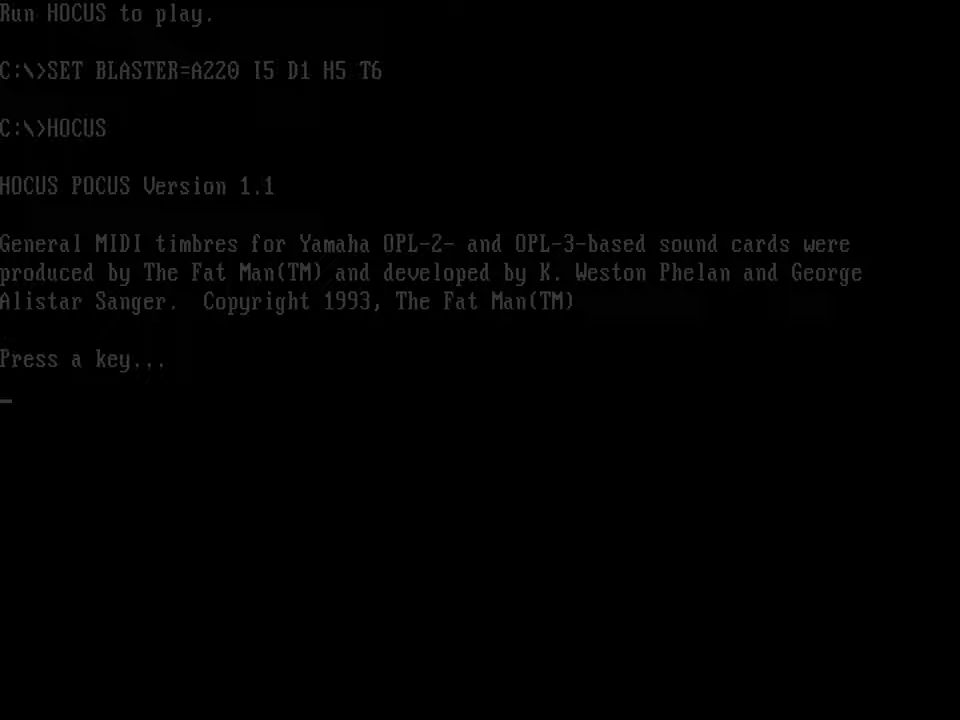 Run HOCUS to play.
C:\>SET BLASTER=A220 I5 D1 H5 T6
C:\>HOCUS
HOCUS POCUS Version 1.1
General MIDI timbres for Yamaha OPL-2- and OPL-3-based sound cards were
produced by The Fat Man(TM) and developed by K. Weston Phelan and George
Alistar Sanger.  Copyright 1993, The Fat Man(TM)
Press a key...